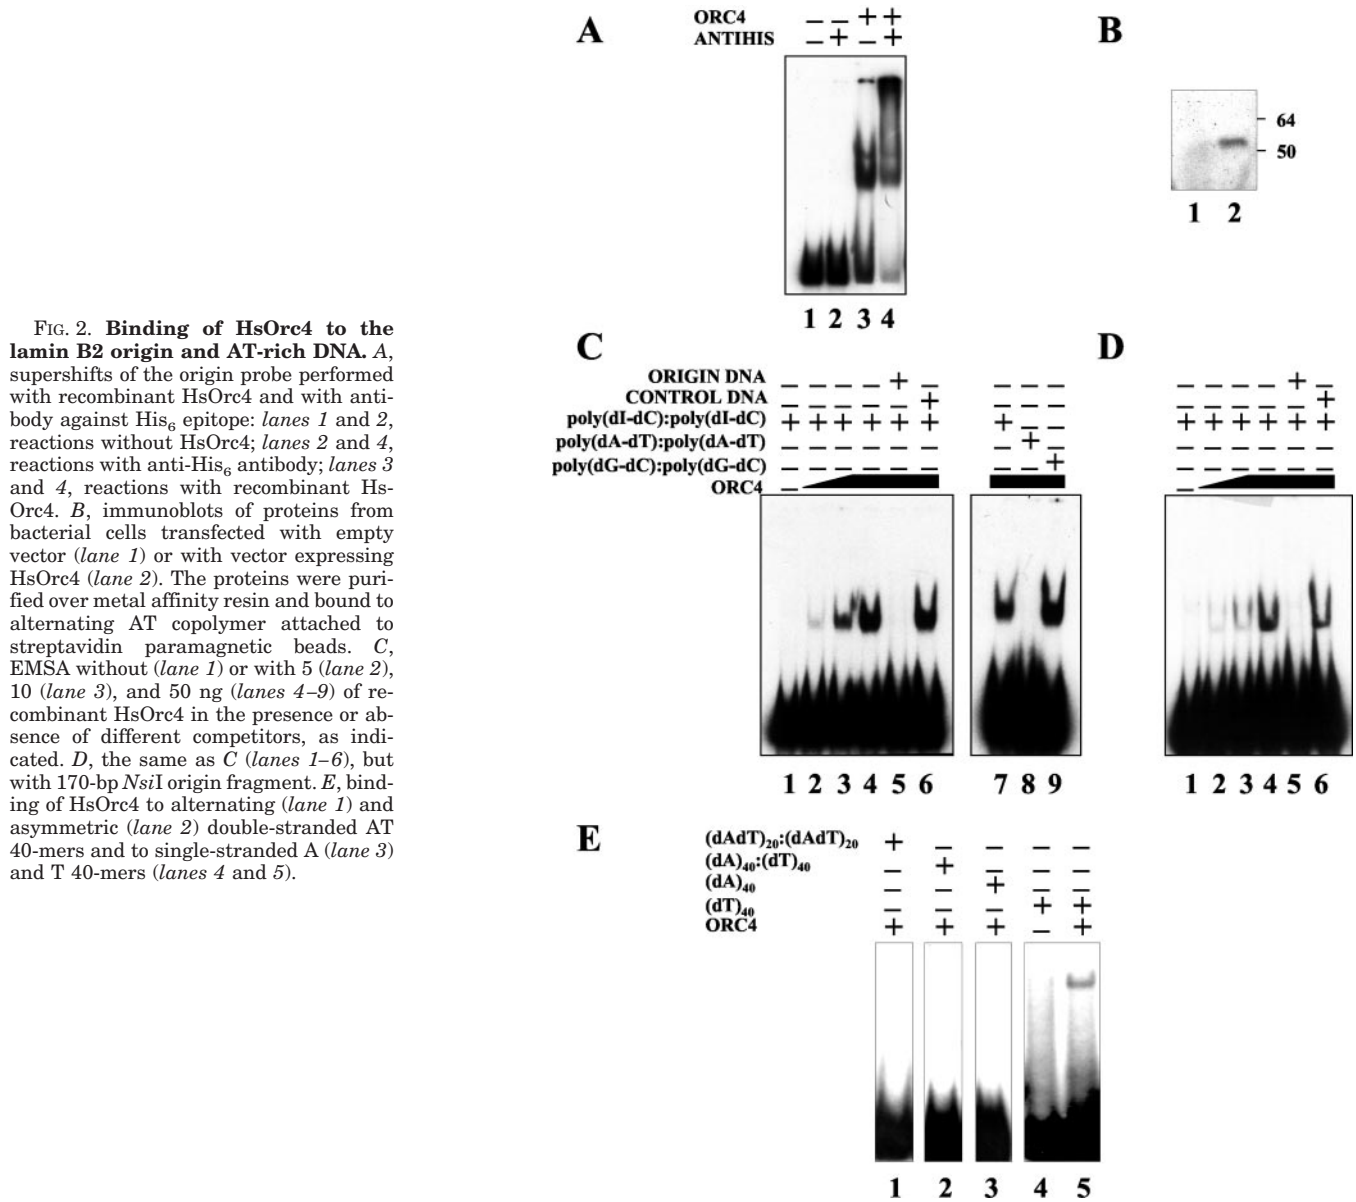 FIG. 2. Binding of HsOrc4 to the
lamin B2 origin and AT-rich DNA. A,
supershifts of the origin probe performed
with recombinant HsOrc4 and with anti-
body against His₆ epitope: lanes 1 and 2,
reactions without HsOrc4; lanes 2 and 4,
reactions with anti-His₆ antibody; lanes 3
and 4, reactions with recombinant Hs-
Orc4. B, immunoblots of proteins from
bacterial cells transfected with empty
vector (lane 1) or with vector expressing
HsOrc4 (lane 2). The proteins were puri-
fied over metal affinity resin and bound to
alternating AT copolymer attached to
streptavidin paramagnetic beads. C,
EMSA without (lane 1) or with 5 (lane 2),
10 (lane 3), and 50 ng (lanes 4–9) of re-
combinant HsOrc4 in the presence or ab-
sence of different competitors, as indi-
cated. D, the same as C (lanes 1–6), but
with 170-bp NsiI origin fragment. E, bind-
ing of HsOrc4 to alternating (lane 1) and
asymmetric (lane 2) double-stranded AT
40-mers and to single-stranded A (lane 3)
and T 40-mers (lanes 4 and 5).
A
ORC4 – – + +
ANTIHIS – + – +
1 2 3 4
B
64
50
1 2
C
ORIGIN DNA – – – – + – – – –
CONTROL DNA – – – – – + – – –
poly(dI-dC):poly(dI-dC) + + + + + + + – –
poly(dA-dT):poly(dA-dT) – – – – – – – + –
poly(dG-dC):poly(dG-dC) – – – – – – – – +
ORC4 –
1 2 3 4 5 6 7 8 9
D
– – – – + –
– – – – – +
+ + + + + +
– – – – – –
– – – – – –
–
1 2 3 4 5 6
E
(dAdT)₂₀:(dAdT)₂₀ + – – – –
(dA)₄₀:(dT)₄₀ – + – – –
(dA)₄₀ – – + – –
(dT)₄₀ – – – + +
ORC4 + + + – +
1 2 3 4 5